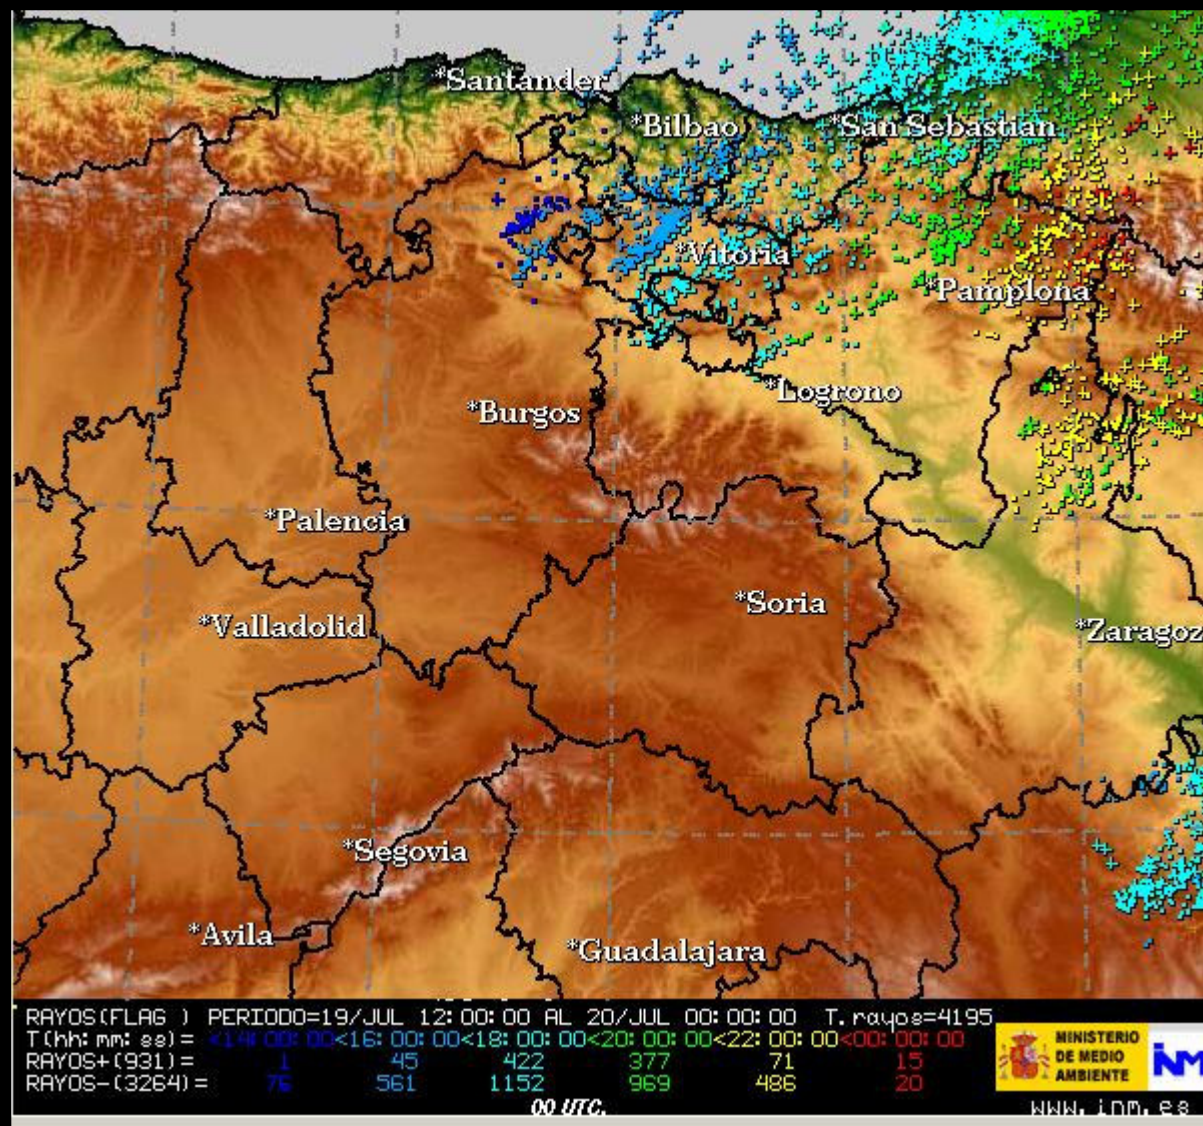 *Santander
*Bilbao
*San Sebastian
*Vitoria
*Pamplona
*Logrono
*Burgos
*Palencia
*Soria
*Valladolid
*Zaragoz
*Segovia
*Avila
*Guadalajara
RAYOS(FLAG ) PERIODO=19/JUL 12:00:00 AL 20/JUL 00:00:00 T.rayos=4195
T(hh:mm:ss)= <14:00:00<16:00:00<18:00:00<20:00:00<22:00:00<00:00:00
RAYOS+(931)= 1 45 422 377 71 15
RAYOS-(3264)= 76 561 1152 969 486 20
00 UTC.
MINISTERIO
DE MEDIO
AMBIENTE
INM
www.inm.es